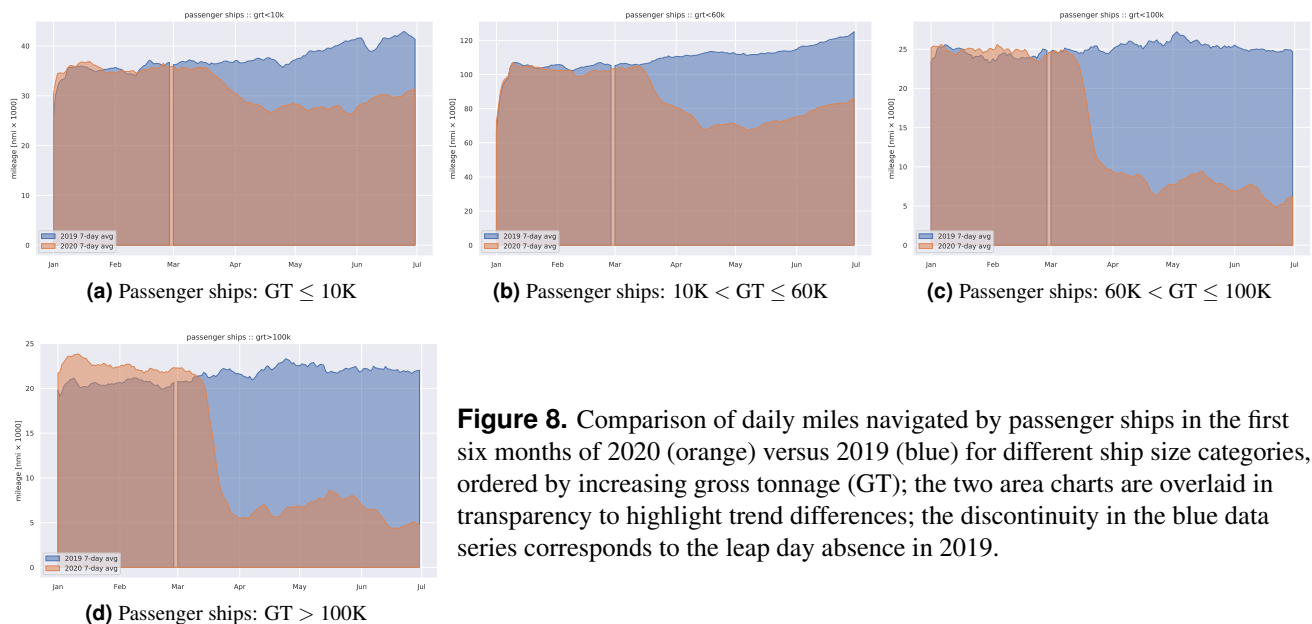 passenger ships :: grt<10k
mileage [nmi × 1000]
40
30
20
10
0
2019 7-day avg
2020 7-day avg
Jan Feb Mar Apr May Jun Jul
(a) Passenger ships: GT ≤ 10K
passenger ships :: grt<60k
mileage [nmi × 1000]
120
100
80
60
40
20
0
2019 7-day avg
2020 7-day avg
Jan Feb Mar Apr May Jun Jul
(b) Passenger ships: 10K < GT ≤ 60K
passenger ships :: grt<100k
mileage [nmi × 1000]
25
20
15
10
5
0
2019 7-day avg
2020 7-day avg
Jan Feb Mar Apr May Jun Jul
(c) Passenger ships: 60K < GT ≤ 100K
passenger ships :: grt>100k
mileage [nmi × 1000]
25
20
15
10
5
0
2019 7-day avg
2020 7-day avg
Jan Feb Mar Apr May Jun Jul
(d) Passenger ships: GT > 100K
Figure 8. Comparison of daily miles navigated by passenger ships in the first
six months of 2020 (orange) versus 2019 (blue) for different ship size categories,
ordered by increasing gross tonnage (GT); the two area charts are overlaid in
transparency to highlight trend differences; the discontinuity in the blue data
series corresponds to the leap day absence in 2019.